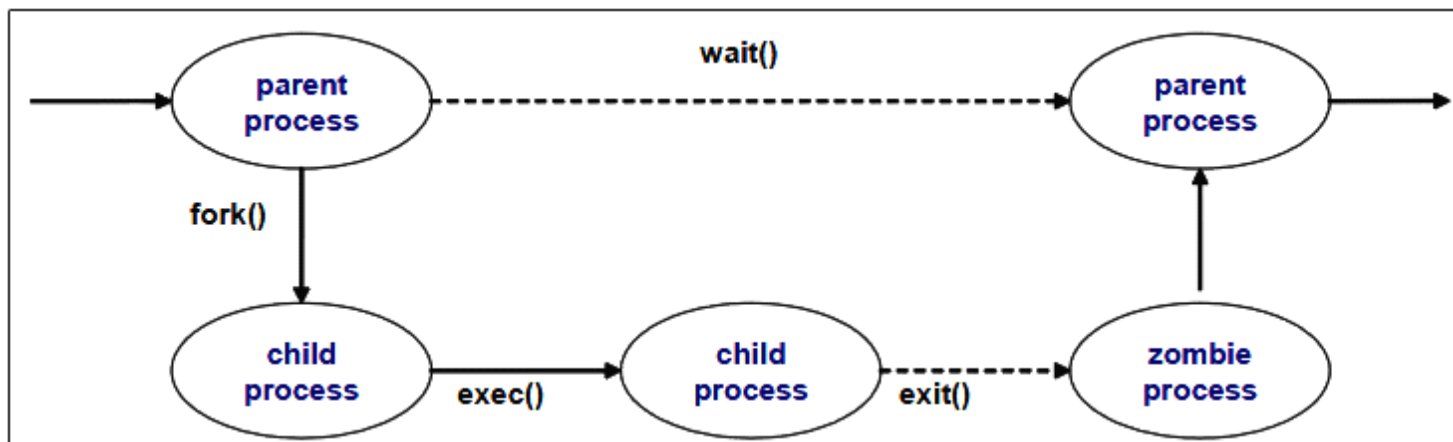 wait()
parent
process
parent
process
fork()
child
process
exec()
child
process
exit()
zombie
process